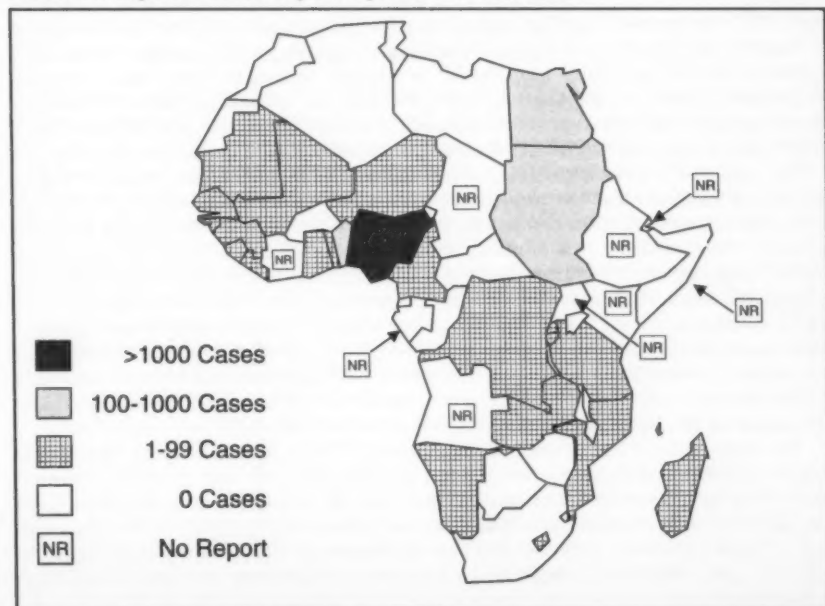 NR
NR
NR
NR
NR
NR
NR
NR
NR
>1000 Cases
100-1000 Cases
1-99 Cases
0 Cases
NR No Report